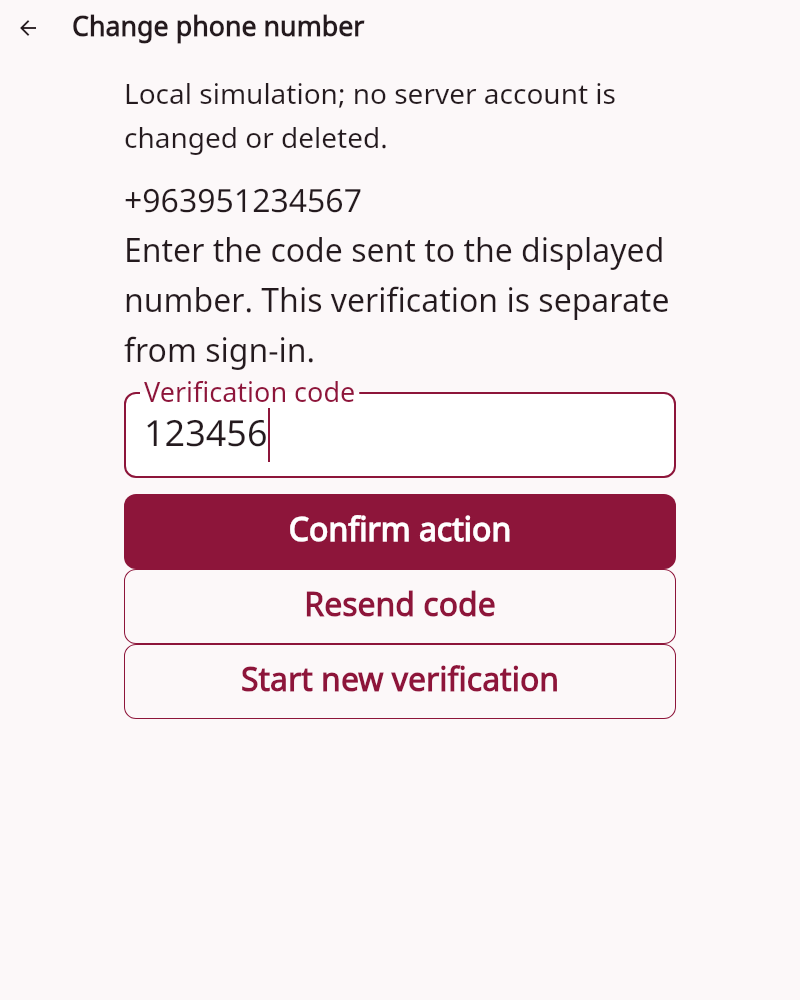 Change phone number
Local simulation; no server account is
changed or deleted.
+963951234567
Enter the code sent to the displayed
number. This verification is separate
from sign-in.
Verification code
123456
Confirm action
Resend code
Start new verification